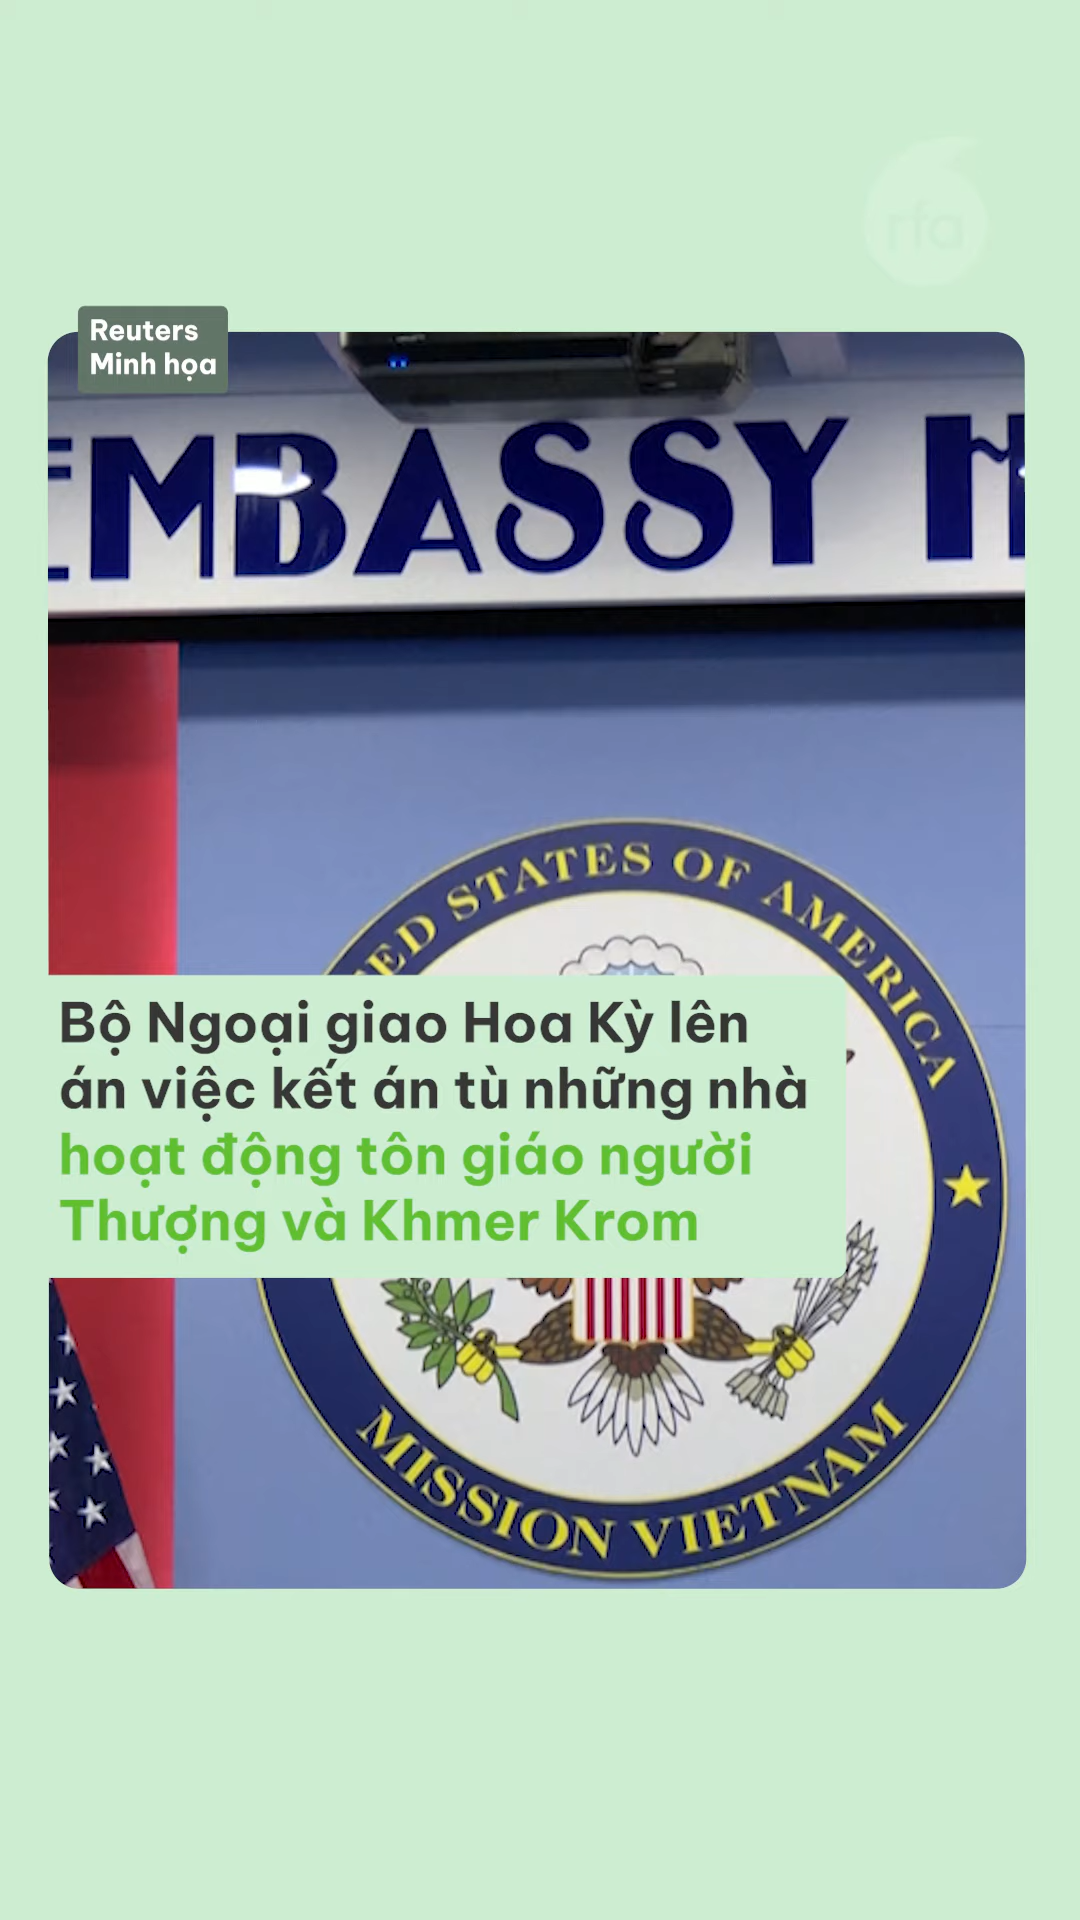 rfa
Reuters
Minh họa
EMBASSY H
ED STATES OF AMERICA
Bộ Ngoại giao Hoa Kỳ lên
án việc kết án tù những nhà
hoạt động tôn giáo người
Thượng và Khmer Krom
MISSION VIETNAM